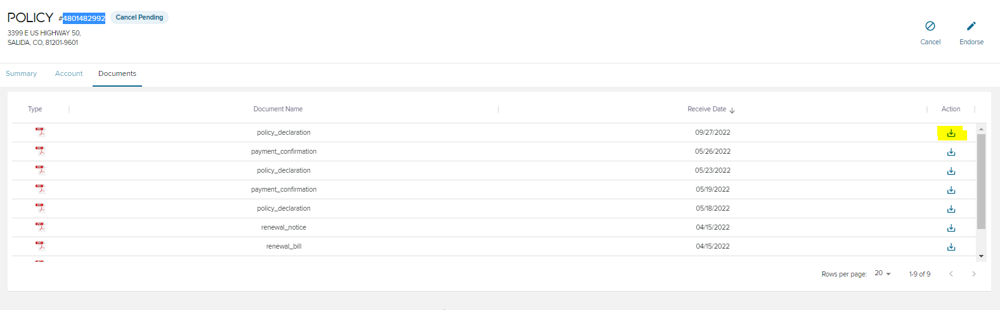 POLICY #4801482992 Cancel Pending
3399 E US HIGHWAY 50,
SALIDA, CO, 81201-9601
Cancel Endorse
Summary Account Documents
Type Document Name Receive Date Action
policy_declaration 09/27/2022
payment_confirmation 05/26/2022
policy_declaration 05/23/2022
payment_confirmation 05/19/2022
policy_declaration 05/18/2022
renewal_notice 04/15/2022
renewal_bill 04/15/2022
Rows per page: 20 1-9 of 9